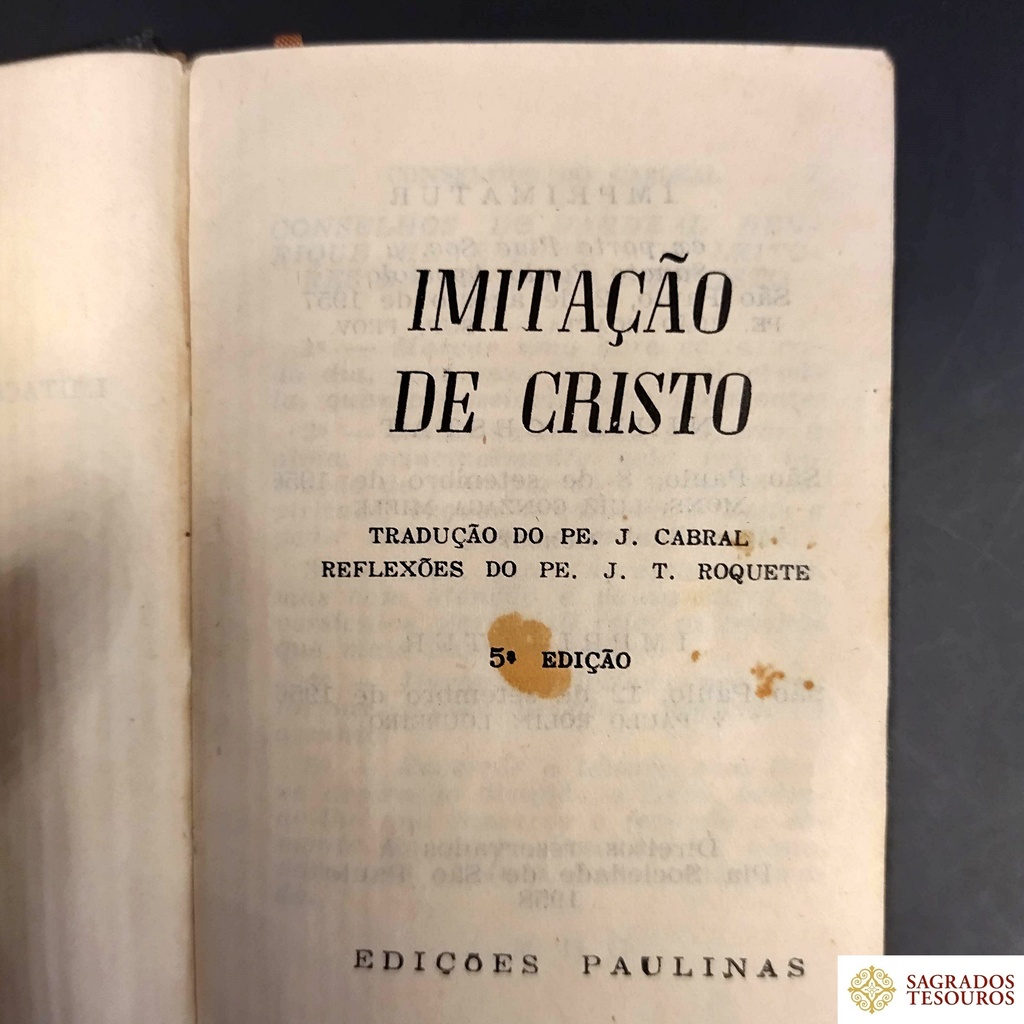 IMITAÇÃO
DE CRISTO
TRADUÇÃO DO PE. J. CABRAL
REFLEXÕES DO PE. J. T. ROQUETE
5ª EDIÇÃO
EDIÇÕES PAULINAS
SAGRADOS
TESOUROS